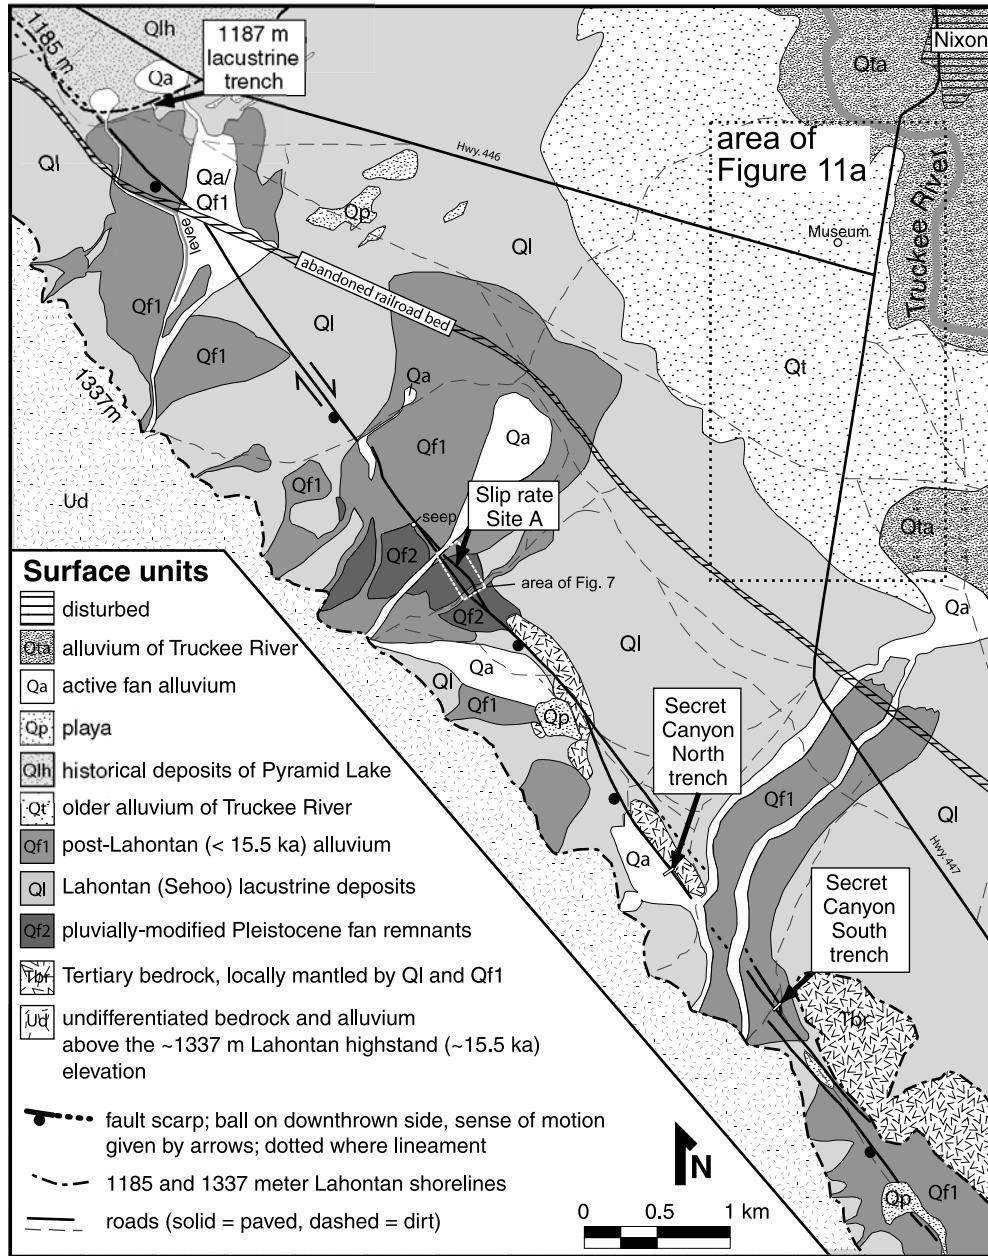 Qlh
1187 m
lacustrine
trench
1185 m
Qa
Qta
Nixon
Ql
Qa/
Qf1
levee
Hwy. 446
area of
Figure 11a
Truckee River
Qp
Ql
Museum
abandoned railroad bed
Qf1
Ql
Qf1
Qt
1337m
Qa
Qf1
Qa
Ud
Qf1
Slip rate
Site A
seep
Qf2
Qta
area of Fig. 7
Qf2
Qa
Ql
Qa
Ql
Qf1
Qp
Secret
Canyon
North
trench
Qf1
Ql
Qa
Hwy. 447
Secret
Canyon
South
trench
Tbr
Qp
Qf1
Surface units
disturbed
Qta alluvium of Truckee River
Qa active fan alluvium
Qp playa
Qlh historical deposits of Pyramid Lake
Qt older alluvium of Truckee River
Qf1 post-Lahontan (< 15.5 ka) alluvium
Ql Lahontan (Sehoo) lacustrine deposits
Qf2 pluvially-modified Pleistocene fan remnants
Tbr Tertiary bedrock, locally mantled by Ql and Qf1
Ud undifferentiated bedrock and alluvium
above the ~1337 m Lahontan highstand (~15.5 ka)
elevation
fault scarp; ball on downthrown side, sense of motion
given by arrows; dotted where lineament
1185 and 1337 meter Lahontan shorelines
roads (solid = paved, dashed = dirt)
N
0 0.5 1 km